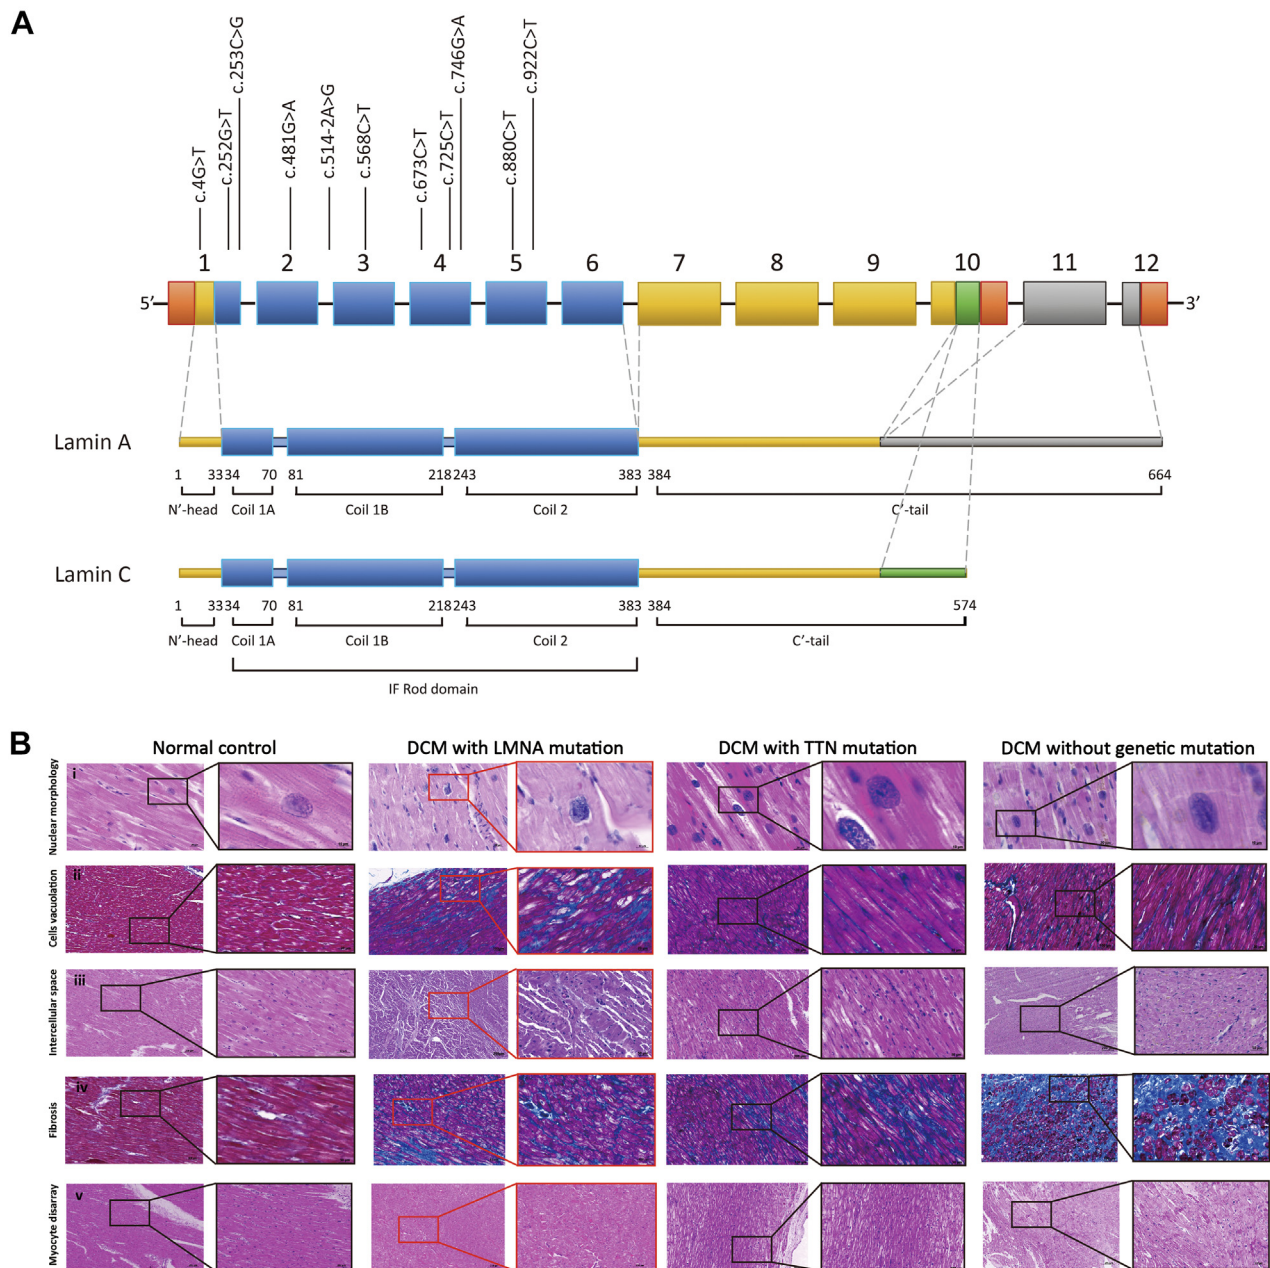 A
c.4G>T
c.252G>T
c.253C>G
c.481G>A
c.514-2A>G
c.568C>T
c.673C>T
c.725C>T
c.746G>A
c.880C>T
c.922C>T
1 2 3 4 5 6 7 8 9 10 11 12
5′ 3′
Lamin A
1 33 34 70 81 218 243 383 384 664
N′-head Coil 1A Coil 1B Coil 2 C′-tail
Lamin C
1 33 34 70 81 218 243 383 384 574
N′-head Coil 1A Coil 1B Coil 2 C′-tail
IF Rod domain
B
Normal control DCM with LMNA mutation DCM with TTN mutation DCM without genetic mutation
Nuclear morphology
i
Cells vacuolation
ii
Intercellular space
iii
Fibrosis
iv
Myocyte disarray
v